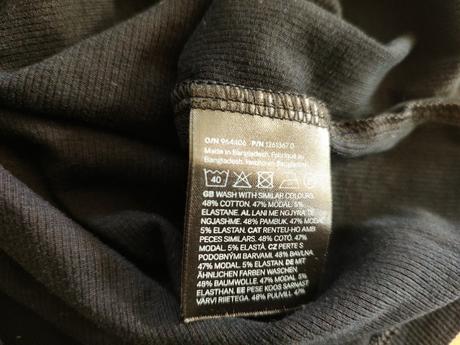 O/N 964406 P/N 1261367 0
Made in Bangladesh. Fabriqué au
Bangladesh. Hecho en Bangladesh.
40
GB WASH WITH SIMILAR COLOURS.
48% COTTON. 47% MODAL. 5%
ELASTANE. AL LANI ME NGJYRA TË
NGJASHME. 48% PAMBUK. 47% MODAL.
5% ELASTAN. CAT RENTEU-HO AMB
PECES SIMILARS. 48% COTÓ. 47%
MODAL. 5% ELASTÀ. CZ PERTE S
PODOBNÝMI BARVAMI. 48% BAVLNA.
47% MODAL. 5% ELASTAN. DE MIT
ÄHNLICHEN FARBEN WASCHEN
48% BAUMWOLLE. 47% MODAL. 5%
ELASTHAN. EE PESE KOOS SARNAST
VÄRVI RIIETEGA. 48% PUUVILL. 47%